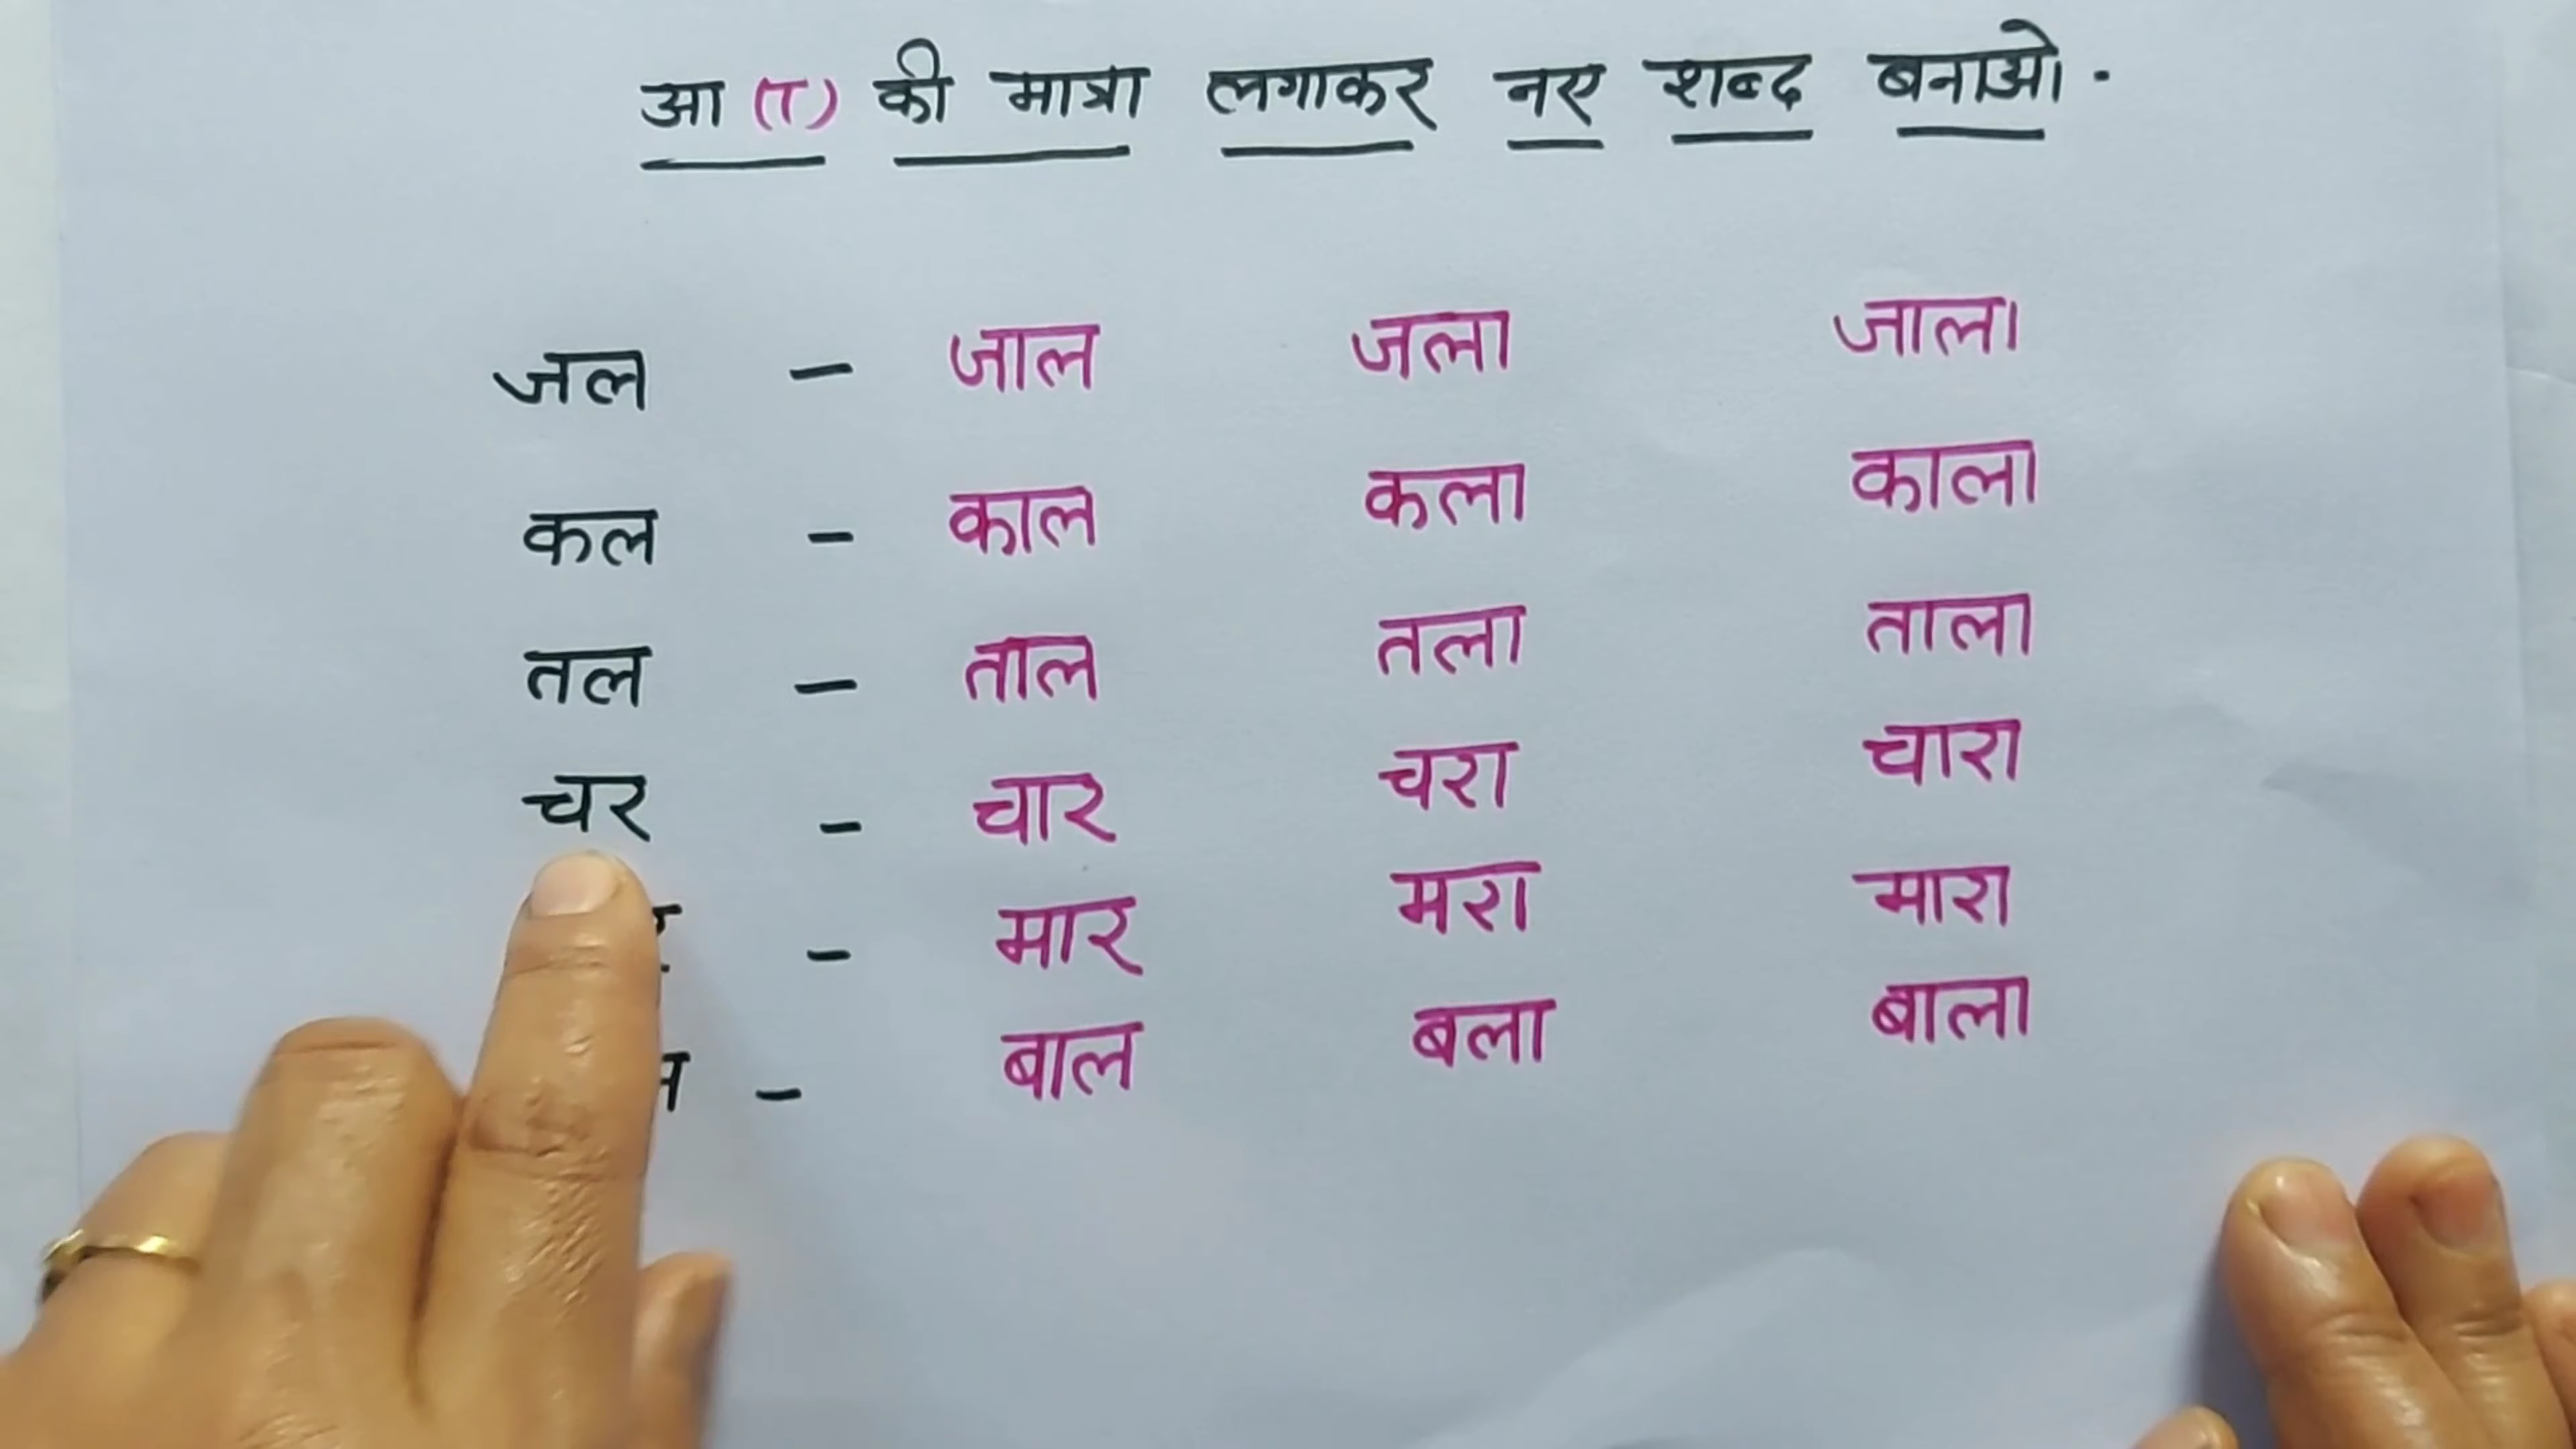 आ (ा) की मात्रा लगाकर नए शब्द बनाओ.
जल - जाल जला जाला
कल - काल कला काला
तल - ताल तला ताला
चर - चार चरा चारा
- मार मरा मारा
- बाल बला बाला